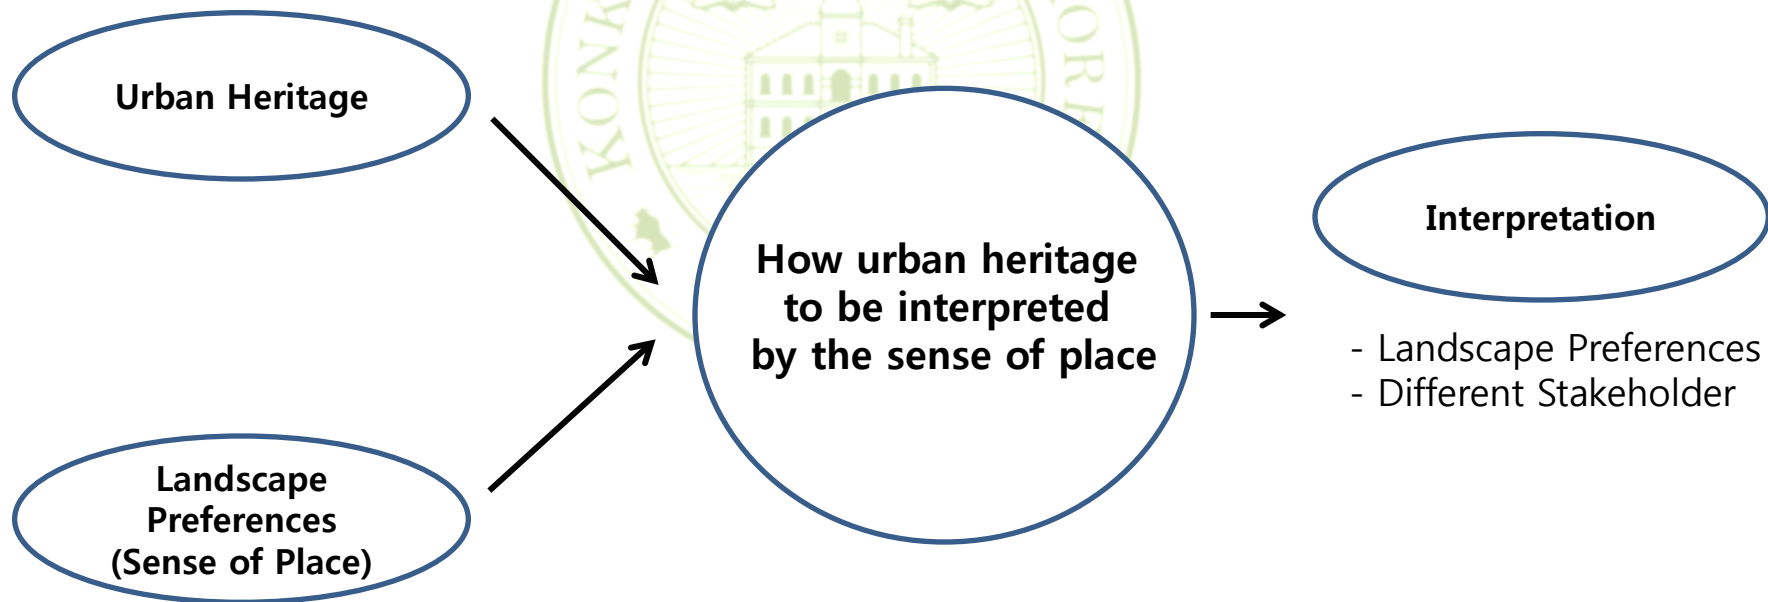 Urban Heritage
How urban heritage
to be interpreted
by the sense of place
Interpretation
- Landscape Preferences
- Different Stakeholder
Landscape
Preferences
(Sense of Place)